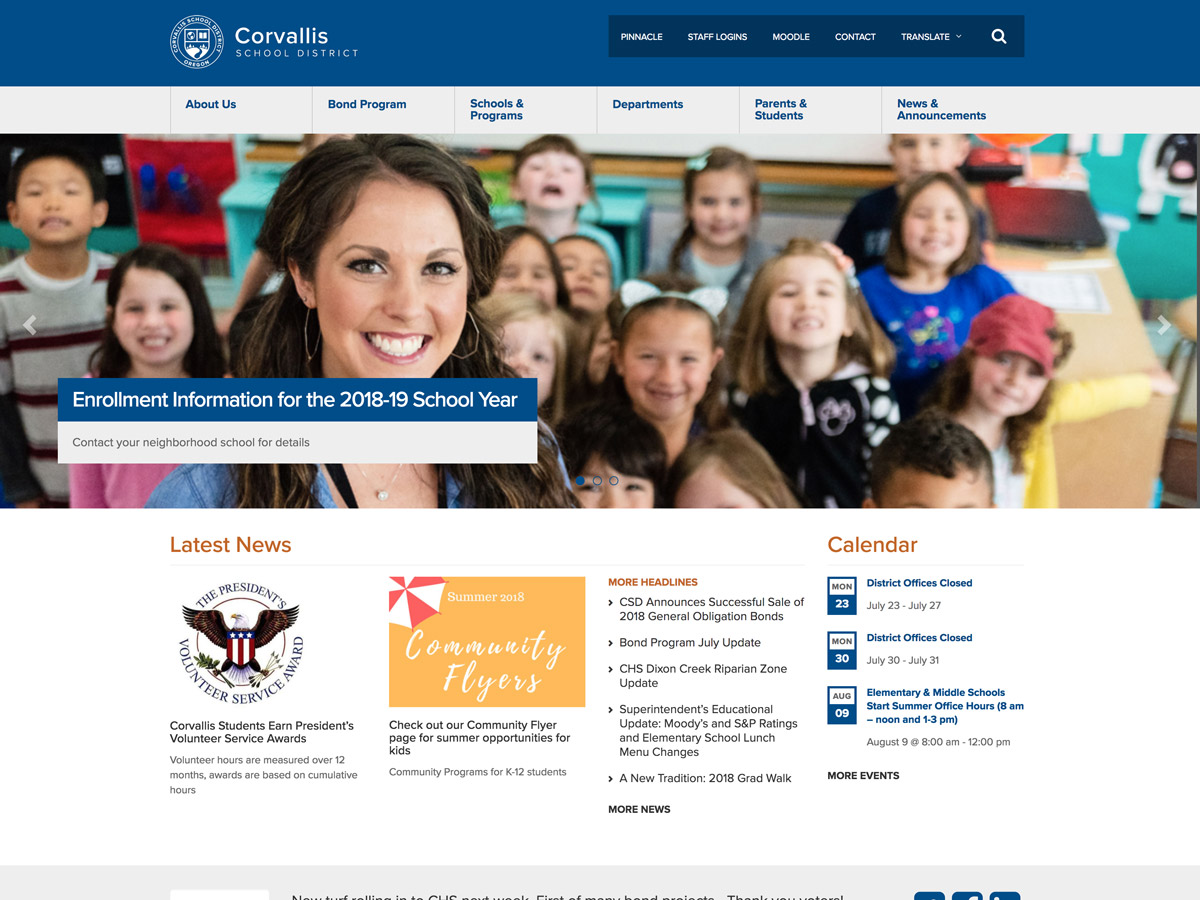 CORVALLIS SCHOOL DISTRICT
OREGON
Corvallis
SCHOOL DISTRICT
PINNACLE
STAFF LOGINS
MOODLE
CONTACT
TRANSLATE
About Us
Bond Program
Schools &
Programs
Departments
Parents &
Students
News &
Announcements
Enrollment Information for the 2018-19 School Year
Contact your neighborhood school for details
Latest News
THE PRESIDENT'S
VOLUNTEER SERVICE AWARD
Corvallis Students Earn President’s
Volunteer Service Awards
Volunteer hours are measured over 12
months, awards are based on cumulative
hours
Summer 2018
Community
Flyers
Check out our Community Flyer
page for summer opportunities for
kids
Community Programs for K-12 students
MORE HEADLINES
CSD Announces Successful Sale of
2018 General Obligation Bonds
Bond Program July Update
CHS Dixon Creek Riparian Zone
Update
Superintendent’s Educational
Update: Moody’s and S&P Ratings
and Elementary School Lunch
Menu Changes
A New Tradition: 2018 Grad Walk
MORE NEWS
Calendar
MON
23
District Offices Closed
July 23 - July 27
MON
30
District Offices Closed
July 30 - July 31
AUG
09
Elementary & Middle Schools
Start Summer Office Hours (8 am
– noon and 1-3 pm)
August 9 @ 8:00 am - 12:00 pm
MORE EVENTS
New turf rolling in to CHS next week. First of many bond projects. Thank you voters!